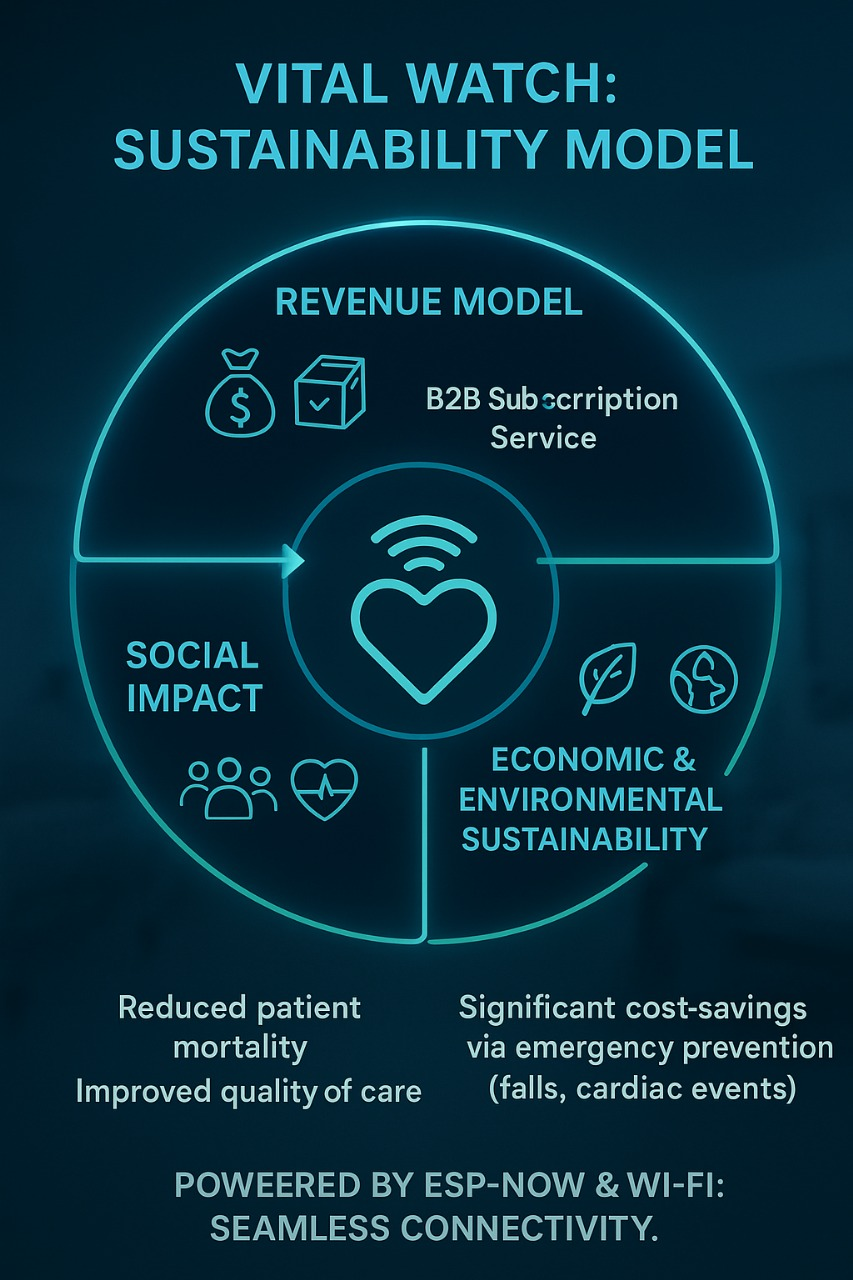 VITAL WATCH:
SUSTAINABILITY MODEL
REVENUE MODEL
$
B2B Subscrription
Service
SOCIAL
IMPACT
ECONOMIC &
ENVIRONMENTAL
SUSTAINABILITY
Reduced patient
mortality
Improved quality of care
Significant cost-savings
via emergency prevention
(falls, cardiac events)
POWEERED BY ESP-NOW & WI-FI:
SEAMLESS CONNECTIVITY.